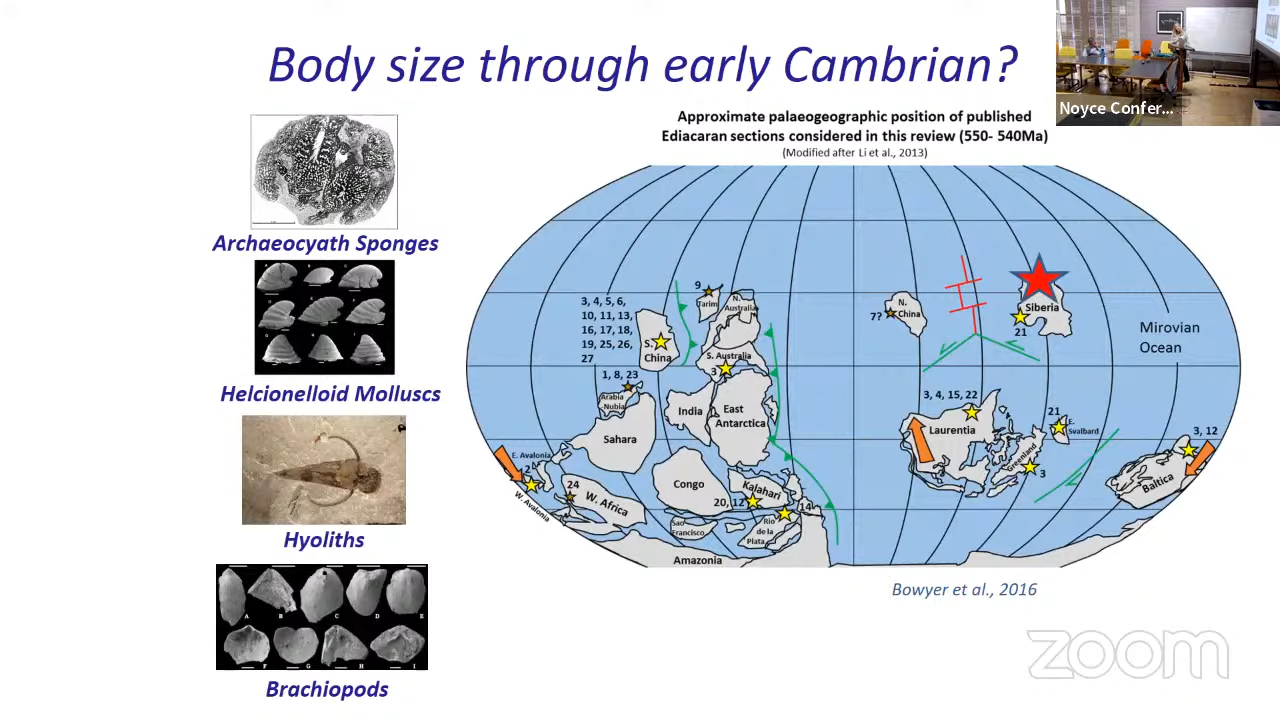 Body size through early Cambrian?
Noyce Confer...
Archaeocyath Sponges
Helcionelloid Molluscs
Hyoliths
Brachiopods
A B C D E
F G H I
Approximate palaeogeographic position of published
Ediacaran sections considered in this review (550- 540Ma)
(Modified after Li et al., 2013)
3, 4, 5, 6,
10, 11, 13,
16, 17, 18,
19, 25, 26,
27
S.
China
9
Tarim
N.
Australia
S. Australia
3
1, 8, 23
Arabia
Nubia
Sahara
India
East
Antarctica
7?
N.
China
Siberia
21
Mirovian
Ocean
3, 4, 15, 22
Laurentia
21
E.
Svalbard
Greenland
3
3, 12
Baltica
E. Avalonia
12
W. Avalonia
24
W. Africa
Congo
Kalahari
20, 12
14
Sao
Francisco
Rio
de la
Plata
Amazonia
Bowyer et al., 2016
zoom